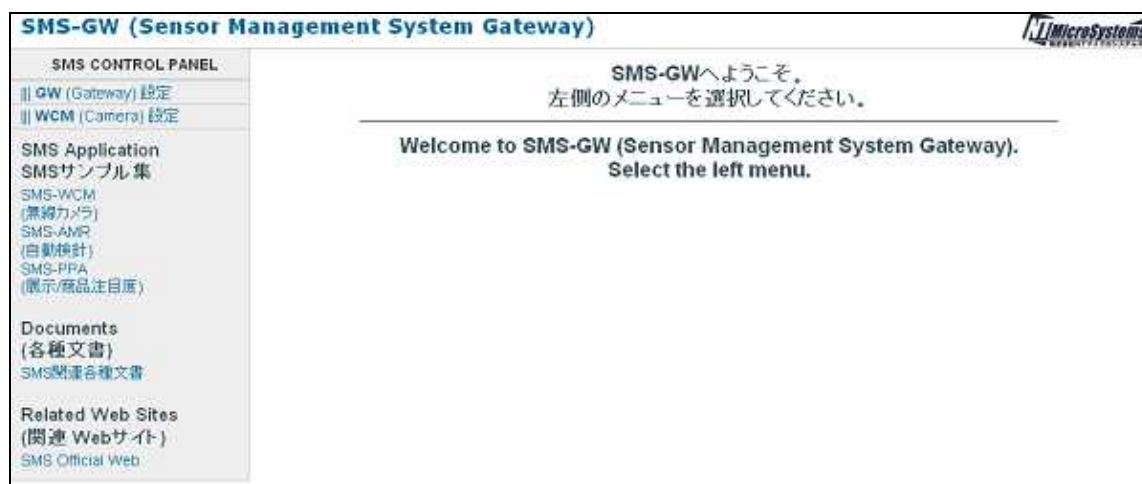 SMS-GW (Sensor Management System Gateway)
MicroSystems
SMS CONTROL PANEL
||| GW (Gateway) 設定
||| WCM (Camera) 設定
SMS Application
SMSサンプル集
SMS-WCM
(無線カメラ)
SMS-AMR
(自動検針)
SMS-PPA
(展示/商品注目度)
Documents
(各種文書)
SMS関連各種文書
Related Web Sites
(関連 Webサイト)
SMS Official Web
SMS-GWへようこそ。
左側のメニューを選択してください。
Welcome to SMS-GW (Sensor Management System Gateway).
Select the left menu.